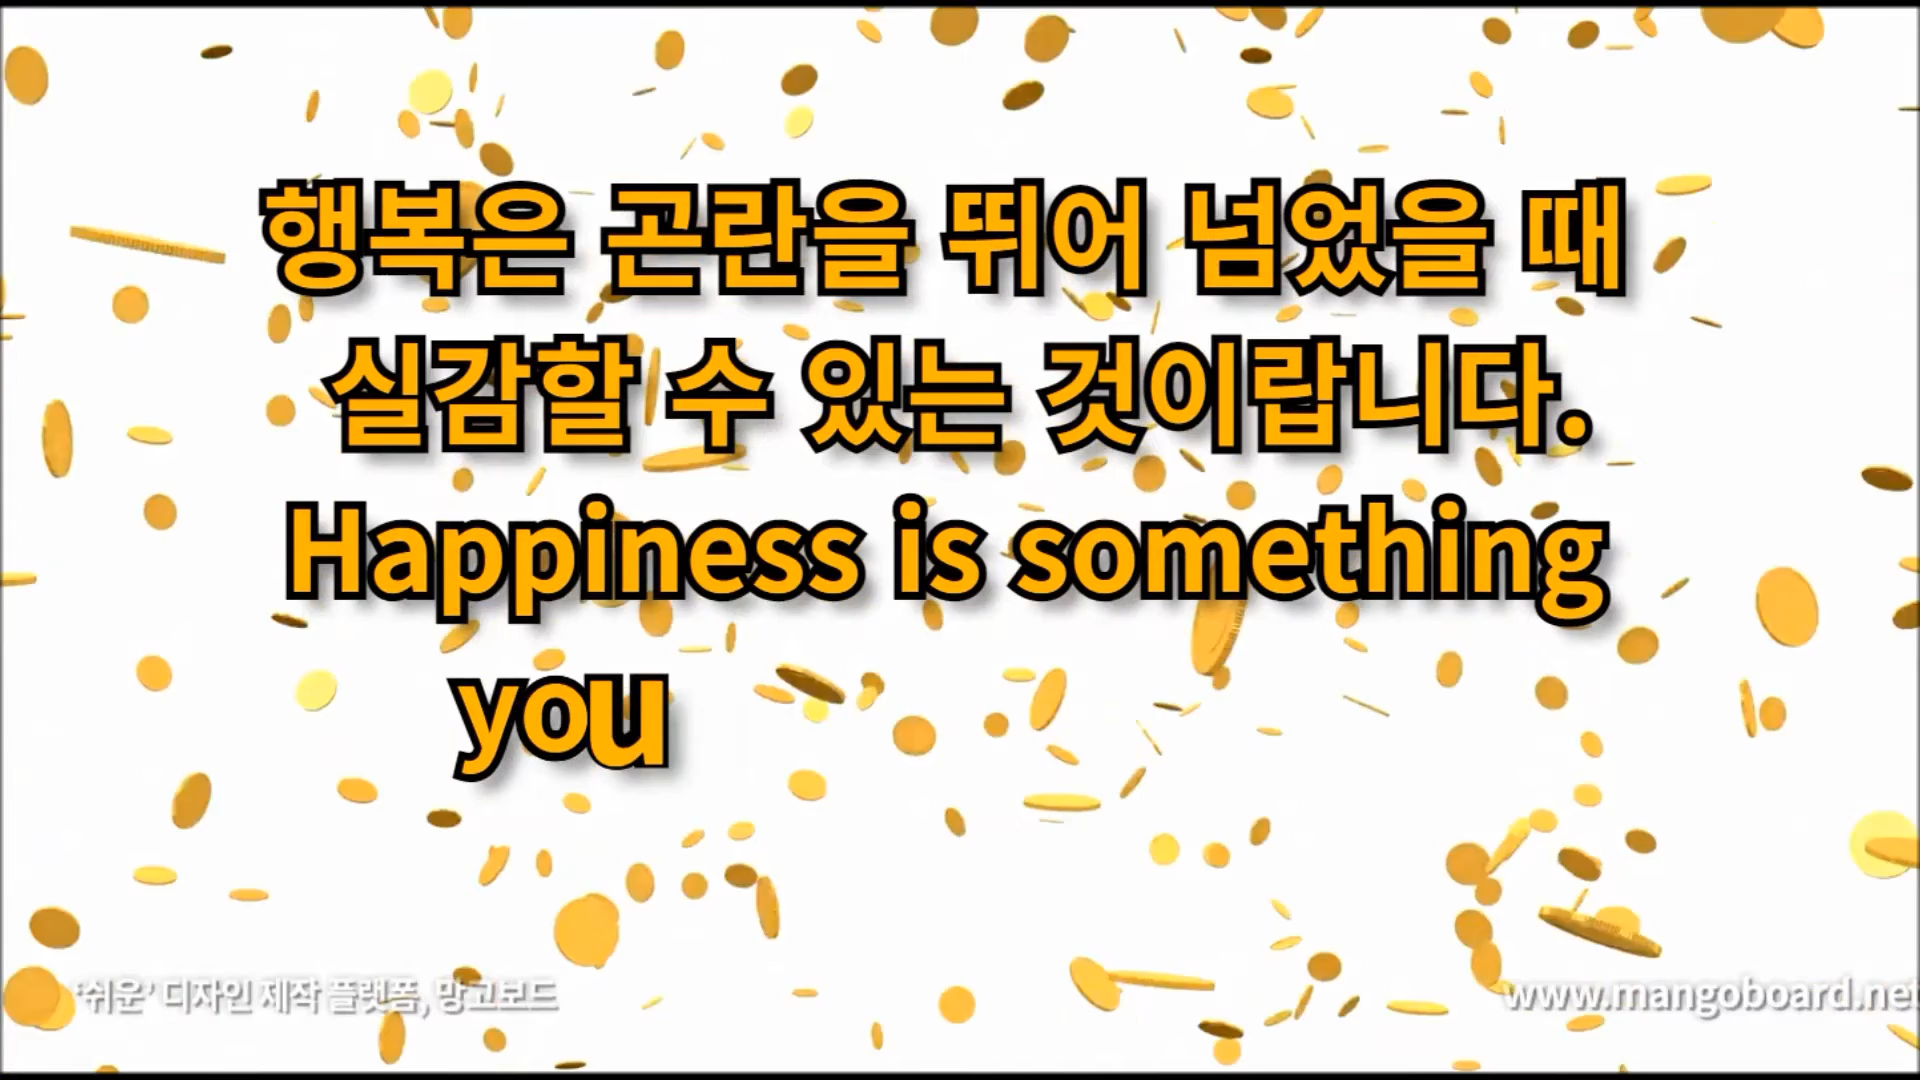 행복은 곤란을 뛰어 넘었을 때
실감할 수 있는 것이랍니다.
Happiness is something
you
‘쉬운’ 디자인 제작 플랫폼, 망고보드
www.mangoboard.net